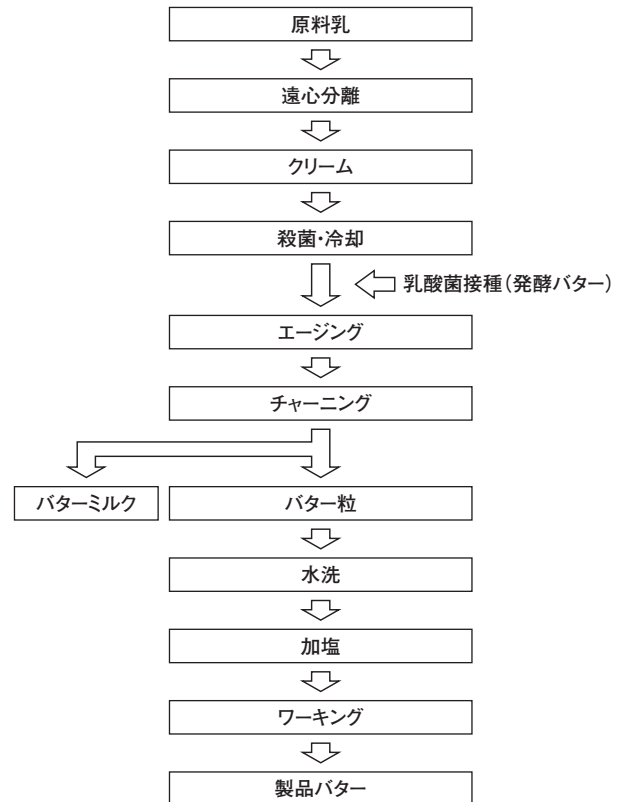 原料乳
遠心分離
クリーム
殺菌・冷却
乳酸菌接種（発酵バター）
エージング
チャーニング
バターミルク
バター粒
水洗
加塩
ワーキング
製品バター